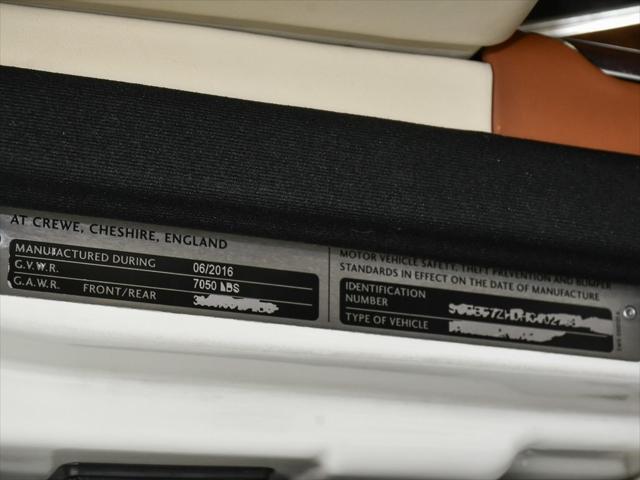 AT CREWE, CHESHIRE, ENGLAND
MANUFACTURED DURING 06/2016
G.V.W.R. 7050 LBS
G.A.W.R. FRONT/REAR
MOTOR VEHICLE SAFETY, THEFT PREVENTION AND BUMPER
STANDARDS IN EFFECT ON THE DATE OF MANUFACTURE
IDENTIFICATION
NUMBER
TYPE OF VEHICLE